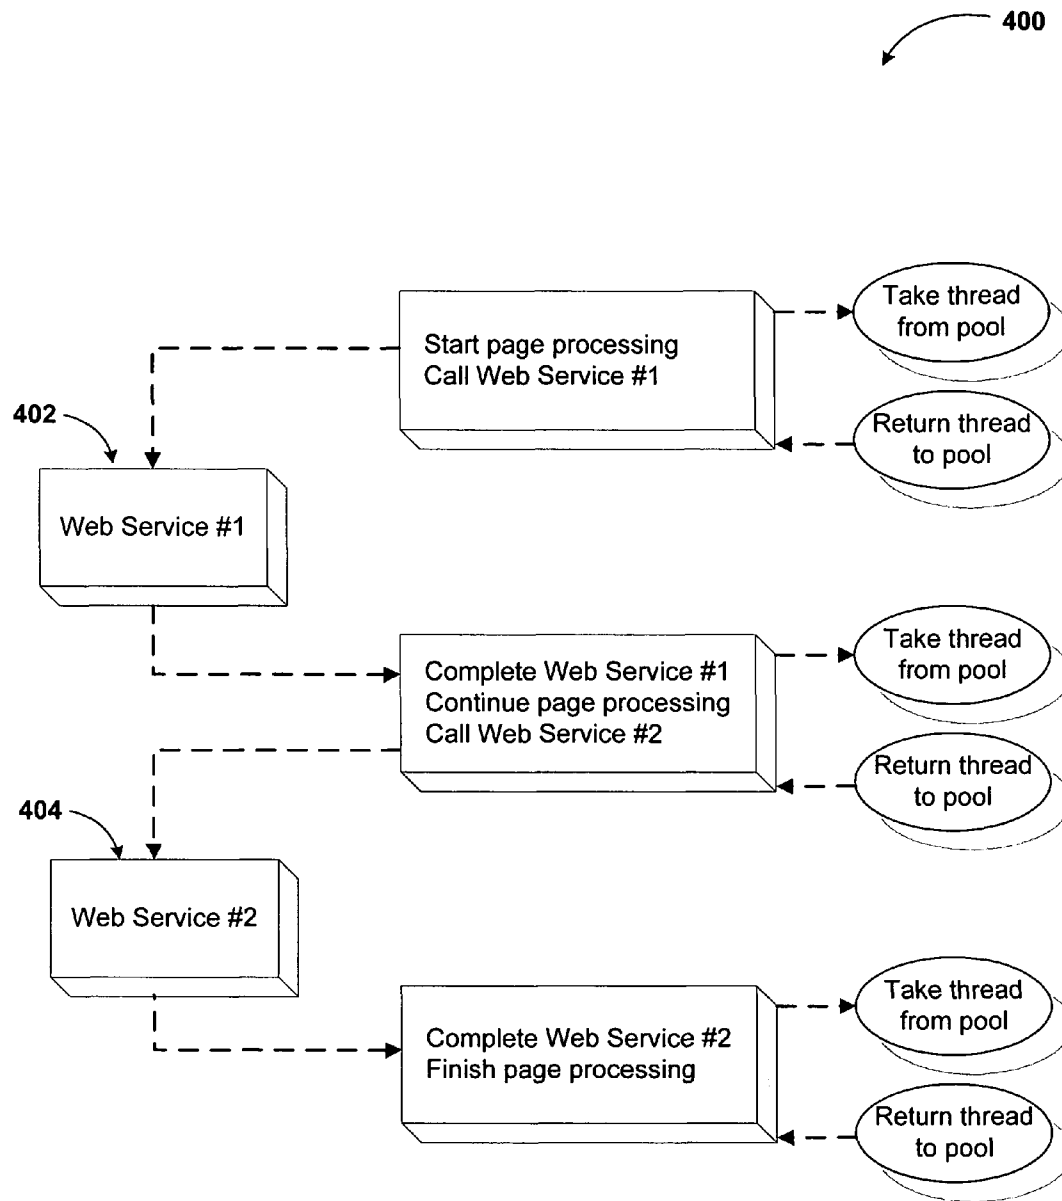 400
Take thread
from pool
Start page processing
Call Web Service #1
Return thread
to pool
402
Web Service #1
Take thread
from pool
Complete Web Service #1
Continue page processing
Call Web Service #2
Return thread
to pool
404
Web Service #2
Take thread
from pool
Complete Web Service #2
Finish page processing
Return thread
to pool